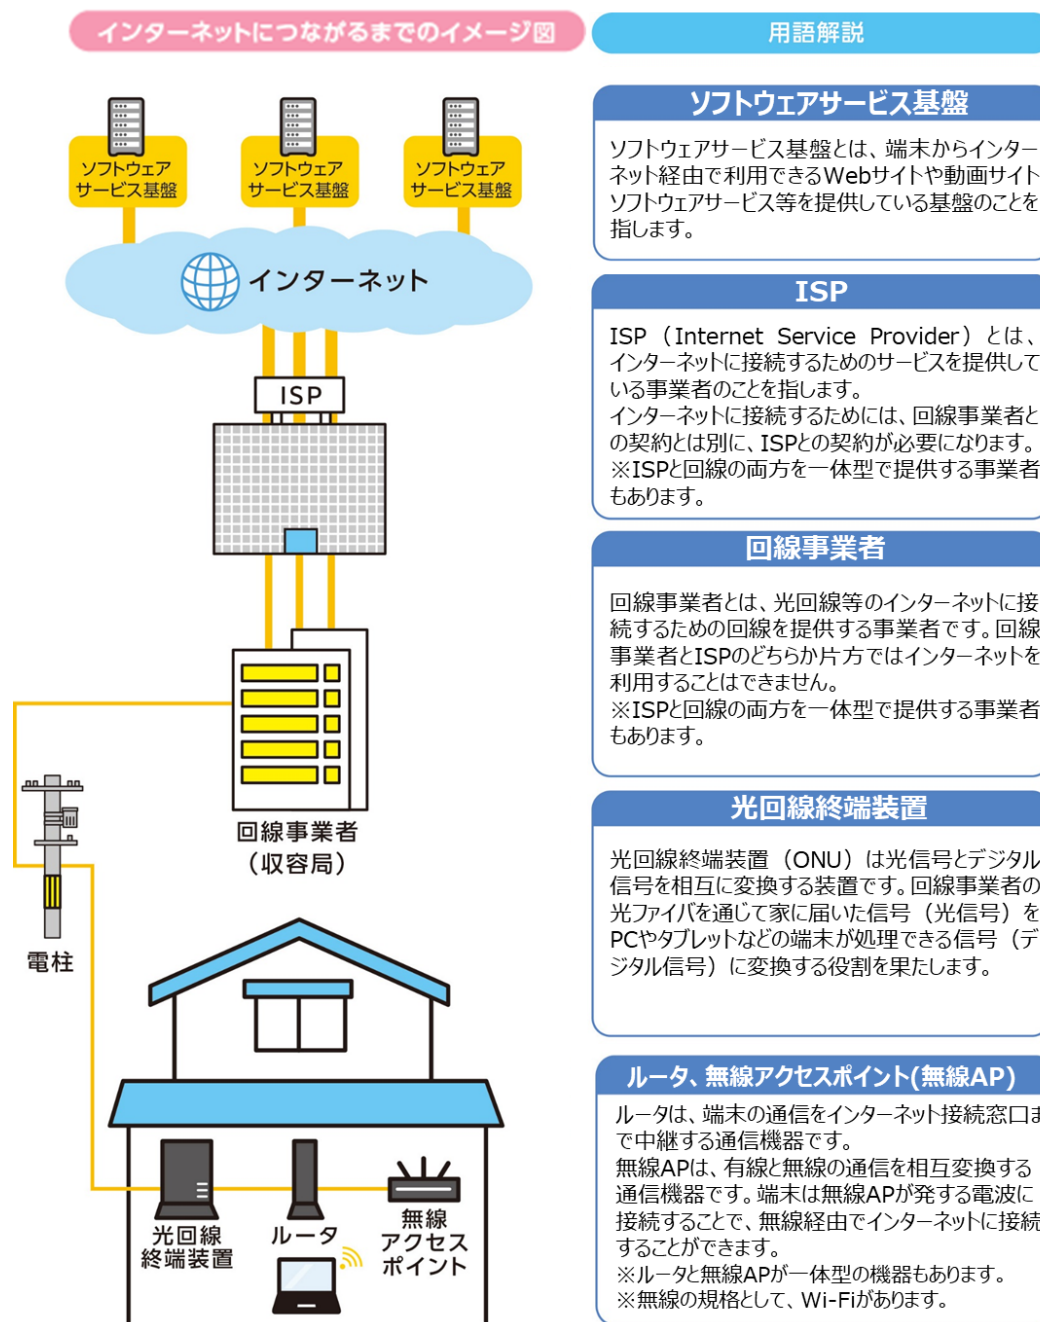 インターネットにつながるまでのイメージ図
用語解説
ソフトウェア
サービス基盤
ソフトウェア
サービス基盤
ソフトウェア
サービス基盤
インターネット
ISP
回線事業者
（収容局）
電柱
光回線
終端装置
ルータ
無線
アクセス
ポイント
ソフトウェアサービス基盤
ソフトウェアサービス基盤とは、端末からインター
ネット経由で利用できるWebサイトや動画サイト
ソフトウェアサービス等を提供している基盤のことを
指します。
ISP
ISP（Internet Service Provider）とは、
インターネットに接続するためのサービスを提供して
いる事業者のことを指します。
インターネットに接続するためには、回線事業者と
の契約とは別に、ISPとの契約が必要になります。
※ISPと回線の両方を一体型で提供する事業者
もあります。
回線事業者
回線事業者とは、光回線等のインターネットに接
続するための回線を提供する事業者です。回線
事業者とISPのどちらか片方ではインターネットを
利用することはできません。
※ISPと回線の両方を一体型で提供する事業者
もあります。
光回線終端装置
光回線終端装置（ONU）は光信号とデジタル
信号を相互に変換する装置です。回線事業者の
光ファイバを通じて家に届いた信号（光信号）を
PCやタブレットなどの端末が処理できる信号（デ
ジタル信号）に変換する役割を果たします。
ルータ、無線アクセスポイント(無線AP)
ルータは、端末の通信をインターネット接続窓口ま
で中継する通信機器です。
無線APは、有線と無線の通信を相互変換する
通信機器です。端末は無線APが発する電波に
接続することで、無線経由でインターネットに接続
することができます。
※ルータと無線APが一体型の機器もあります。
※無線の規格として、Wi-Fiがあります。